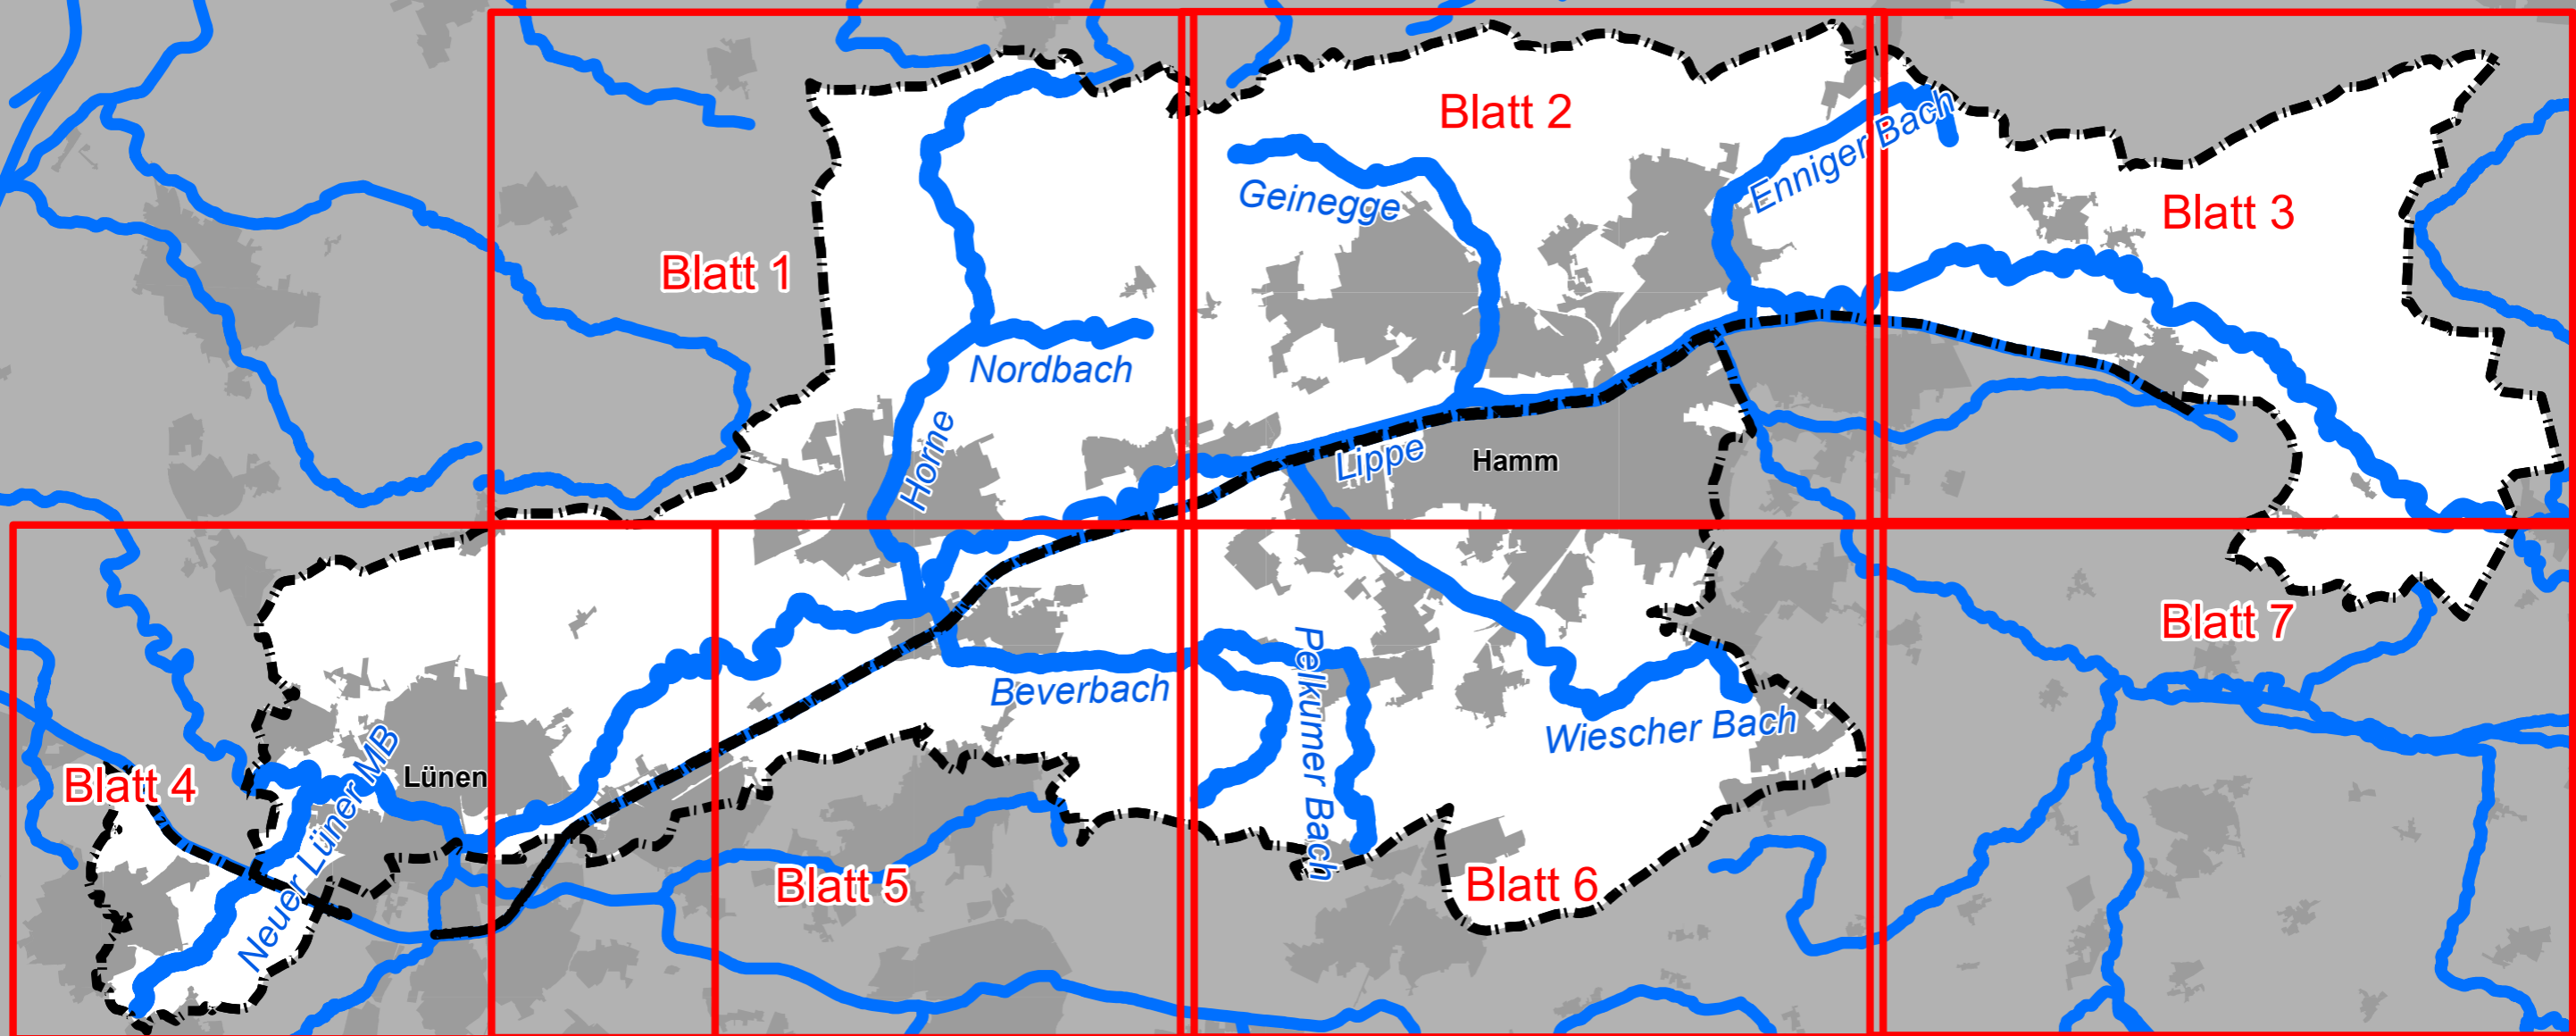 Blatt 2
Enniger Bach
Geinegge
Blatt 3
Blatt 1
Nordbach
Horne
Lippe
Hamm
Blatt 7
Pelkumer Bach
Beverbach
Wiescher Bach
Neuer Lüner MB
Lünen
Blatt 4
Blatt 5
Blatt 6